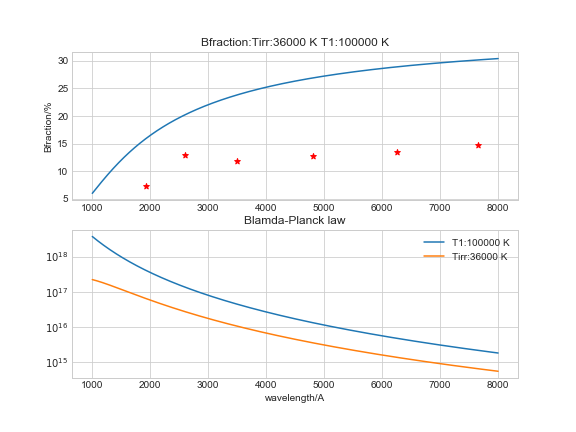 Bfraction:Tirr:36000 K T1:100000 K
Bfraction/%
30
25
20
15
10
5
1000 2000 3000 4000 5000 6000 7000 8000
Blamda-Planck law
T1:100000 K
Tirr:36000 K
10^18
10^17
10^16
10^15
1000 2000 3000 4000 5000 6000 7000 8000
wavelength/A